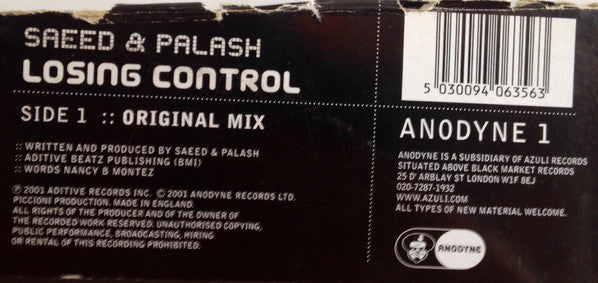 SAEED & PALASH
LOSING CONTROL
SIDE 1 :: ORIGINAL MIX
:: WRITTEN AND PRODUCED BY SAEED & PALASH
:: ADITIVE BEATZ PUBLISHING (BMI)
:: WORDS NANCY B MONTEZ
℗ 2001 ADITIVE RECORDS INC. © 2001 ANODYNE RECORDS LTD.
PICCIONI PRODUCTION. MADE IN ENGLAND.
ALL RIGHTS OF THE PRODUCER AND OF THE OWNER OF
THE RECORDED WORK RESERVED. UNAUTHORISED COPYING,
PUBLIC PERFORMANCE, BROADCASTING, HIRING
OR RENTAL OF THIS RECORDING PROHIBITED.
5 030094 063563
ANODYNE 1
ANODYNE IS A SUBSIDIARY OF AZULI RECORDS
SITUATED ABOVE BLACK MARKET RECORDS
25 D' ARBLAY ST LONDON W1F 8EJ
020-7287-1932
WWW.AZULI.COM
ALL TYPES OF NEW MATERIAL WELCOME.
ANODYNE